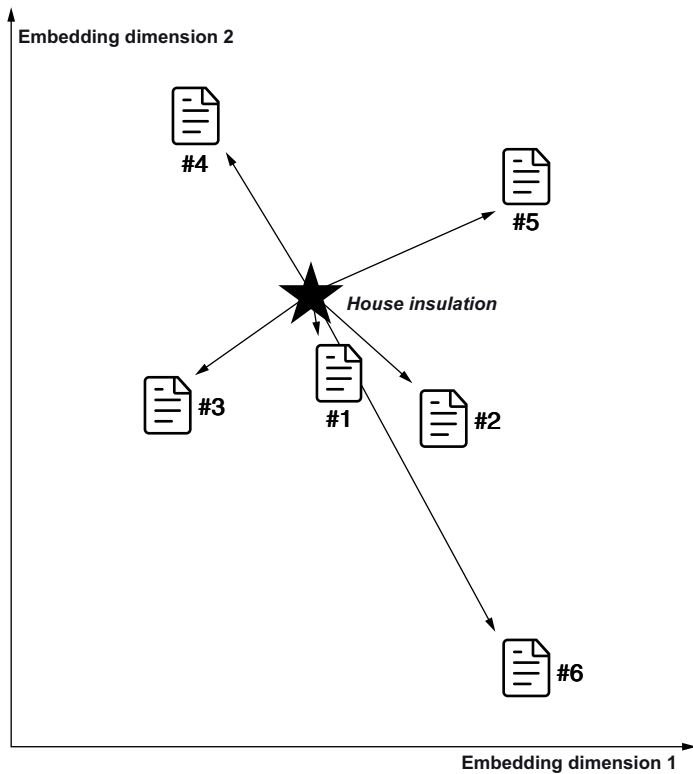 Embedding dimension 2
#4
#5
House insulation
#3
#1
#2
#6
Embedding dimension 1